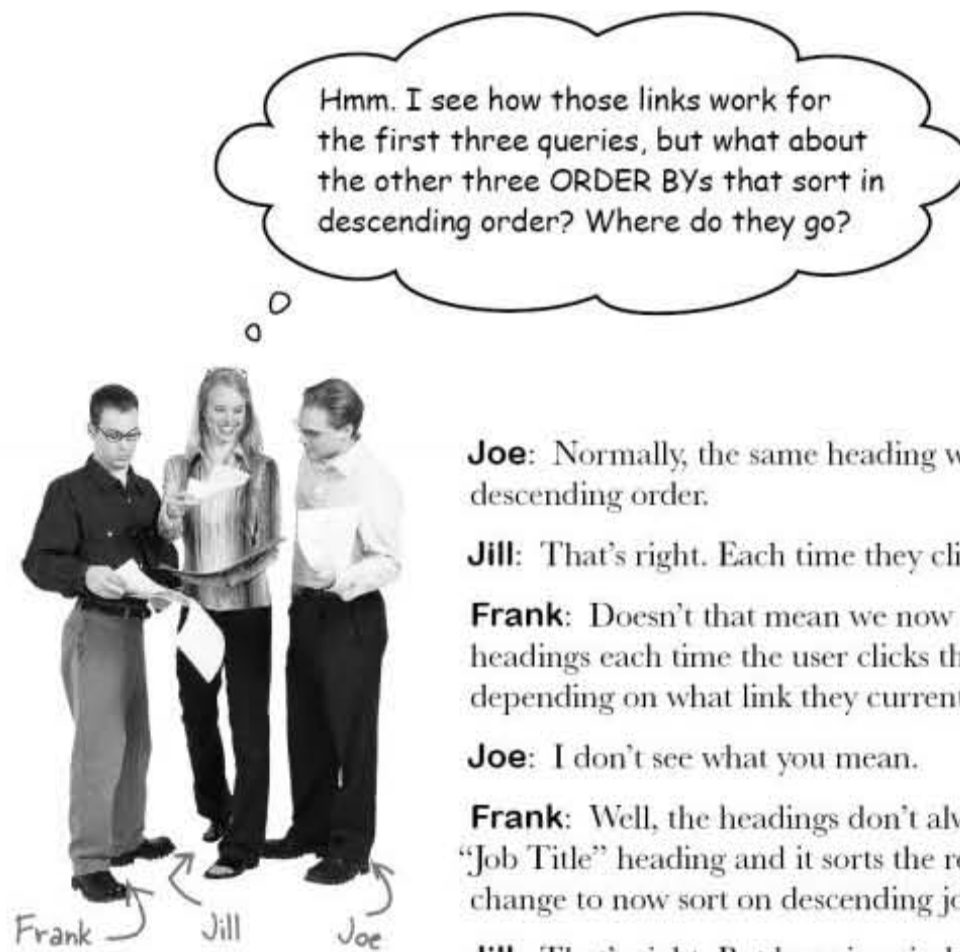 Hmm. I see how those links work for
the first three queries, but what about
the other three ORDER BYs that sort in
descending order? Where do they go?
Joe: Normally, the same heading w
descending order.
Jill: That's right. Each time they cli
Frank: Doesn't that mean we now
headings each time the user clicks th
depending on what link they current
Joe: I don't see what you mean.
Frank: Well, the headings don't alw
"Job Title" heading and it sorts the re
change to now sort on descending jo
Frank
Jill
Joe